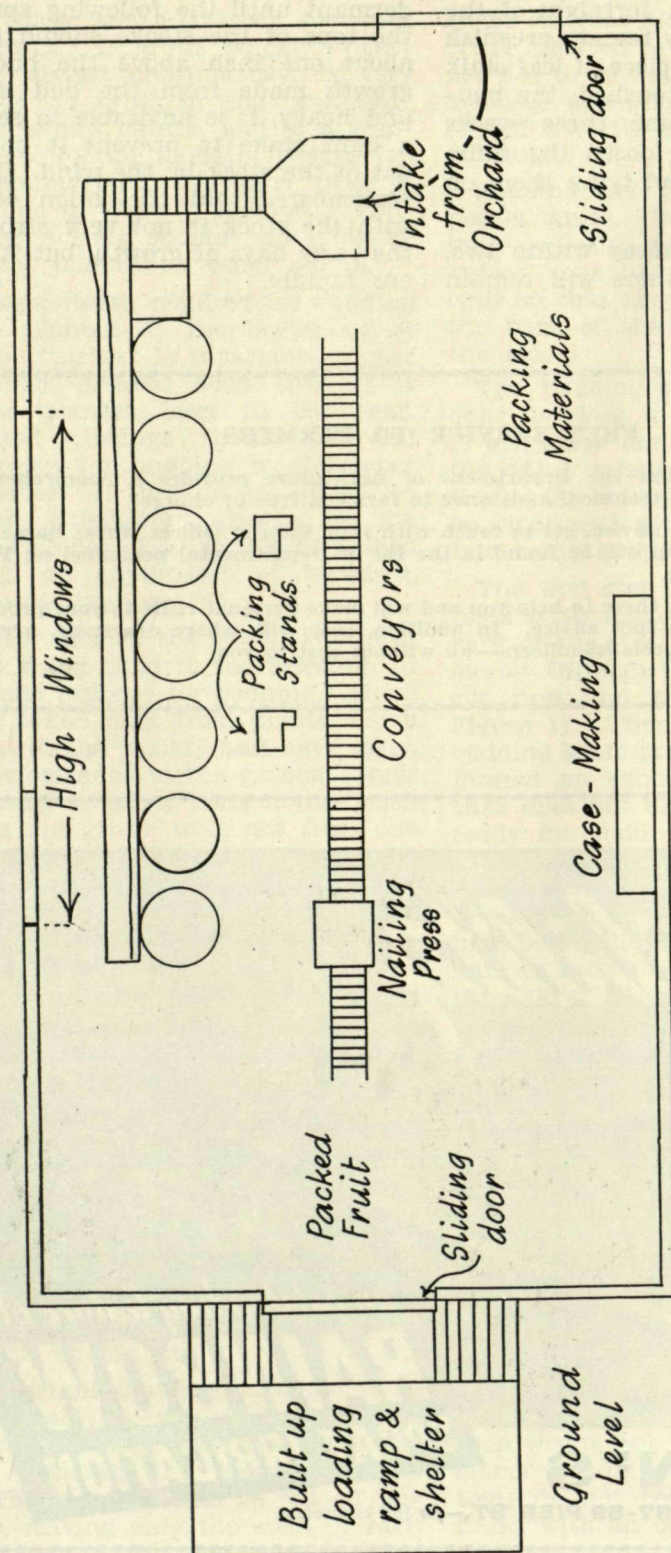 High Windows
Packing
Stands
Intake
from
Orchard
Sliding door
Built up
loading
ramp &
shelter
Packed
Fruit
Nailing
Press
Conveyors
Sliding
door
Packing
Materials
Ground
Level
Case-Making